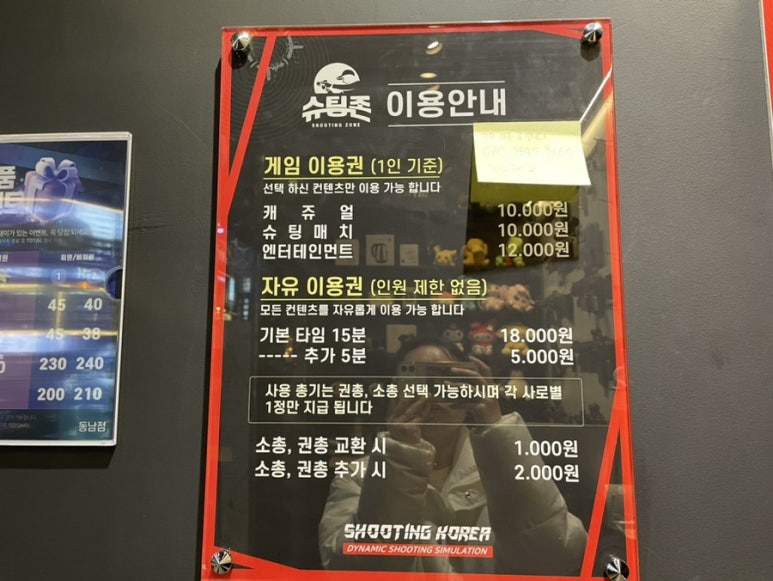 슈팅존
SHOOTING ZONE
이용안내
게임 이용권 (1인 기준)
선택 하신 컨텐츠만 이용 가능 합니다
캐 쥬 얼 10.000원
슈 팅 매 치 10.000원
엔터테인먼트 12.000원
자유 이용권 (인원 제한 없음)
모든 컨텐츠를 자유롭게 이용 가능 합니다
기본 타임 15분 18.000원
----- 추가 5분 5.000원
사용 총기는 권총, 소총 선택 가능하시며 각 사로별
1정만 지급 됩니다
소총, 권총 교환 시 1.000원
소총, 권총 추가 시 2.000원
SHOOTING KOREA
DYNAMIC SHOOTING SIMULATION
품
1 2
45 40
45 38
230 240
200 210
동남점